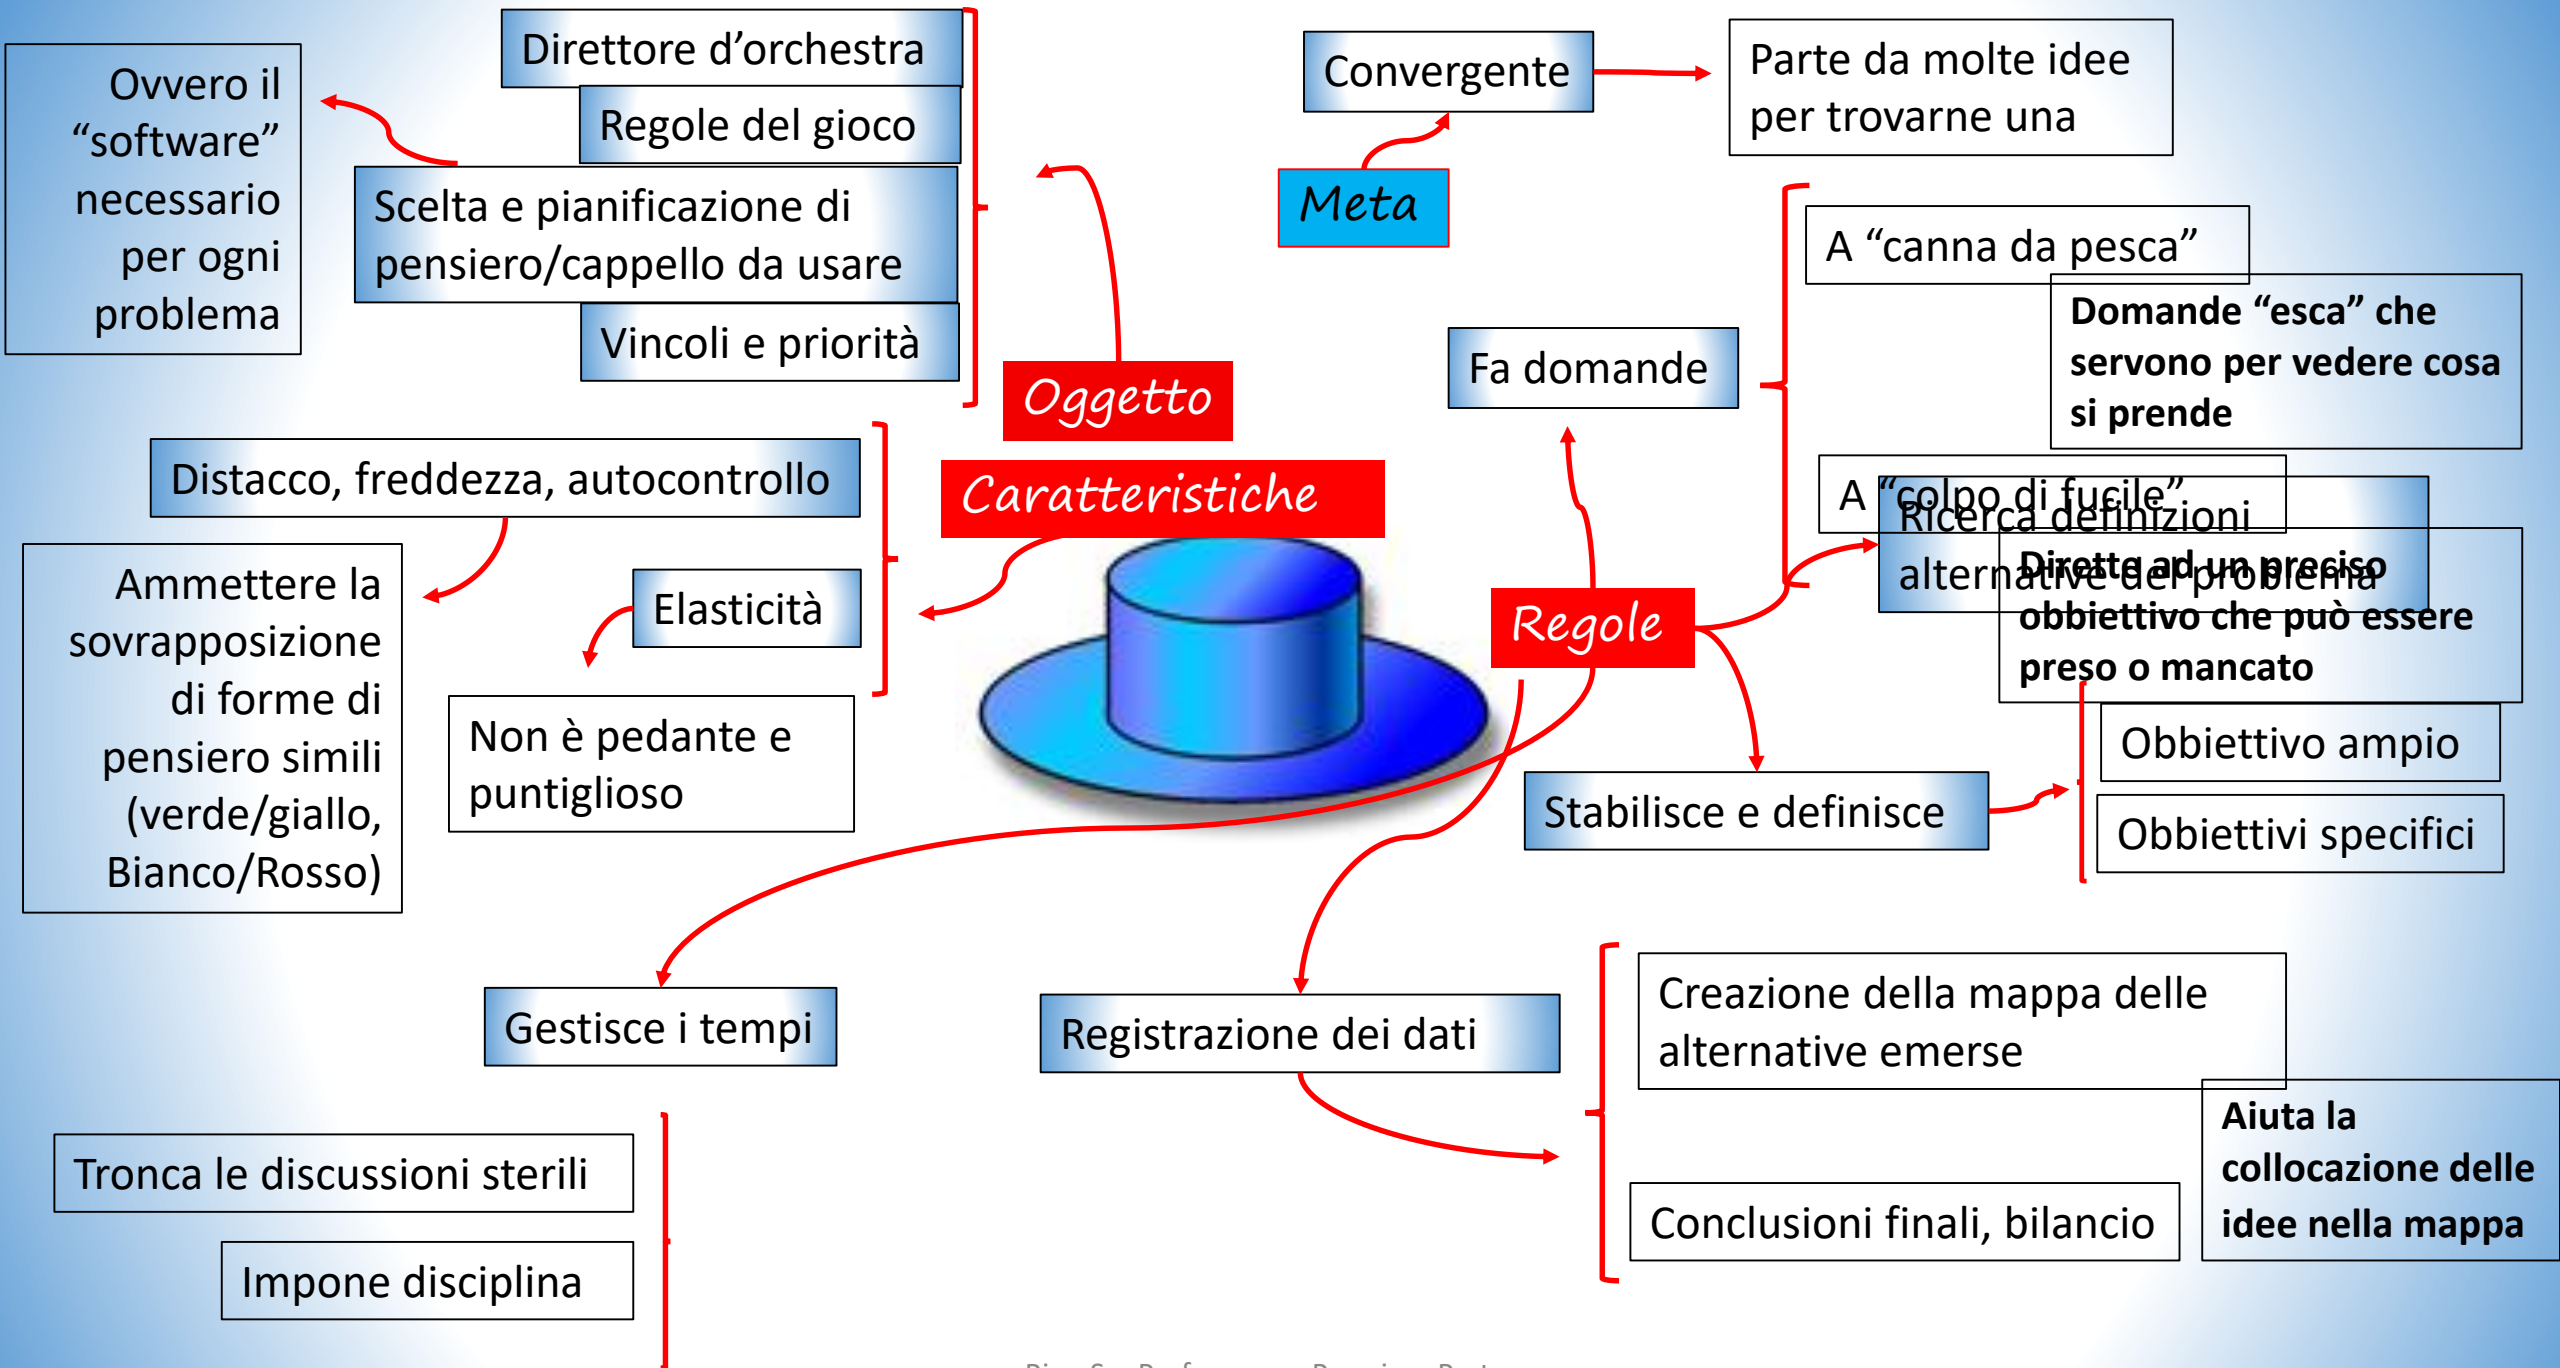 Direttore d’orchestra
Regole del gioco
Scelta e pianificazione di
pensiero/cappello da usare
Vincoli e priorità
Ovvero il
“software”
necessario
per ogni
problema
Oggetto
Convergente
Parte da molte idee
per trovarne una
Meta
Caratteristiche
Distacco, freddezza, autocontrollo
Ammettere la
sovrapposizione
di forme di
pensiero simili
(verde/giallo,
Bianco/Rosso)
Elasticità
Non è pedante e
puntiglioso
Regole
Fa domande
A “canna da pesca”
Domande “esca” che
servono per vedere cosa
si prende
A “colpo di fucile”
Dirette ad un preciso
obbiettivo che può essere
preso o mancato
Ricerca definizioni
alternative del problema
Stabilisce e definisce
Obbiettivo ampio
Obbiettivi specifici
Gestisce i tempi
Tronca le discussioni sterili
Impone disciplina
Registrazione dei dati
Creazione della mappa delle
alternative emerse
Aiuta la
collocazione delle
idee nella mappa
Conclusioni finali, bilancio